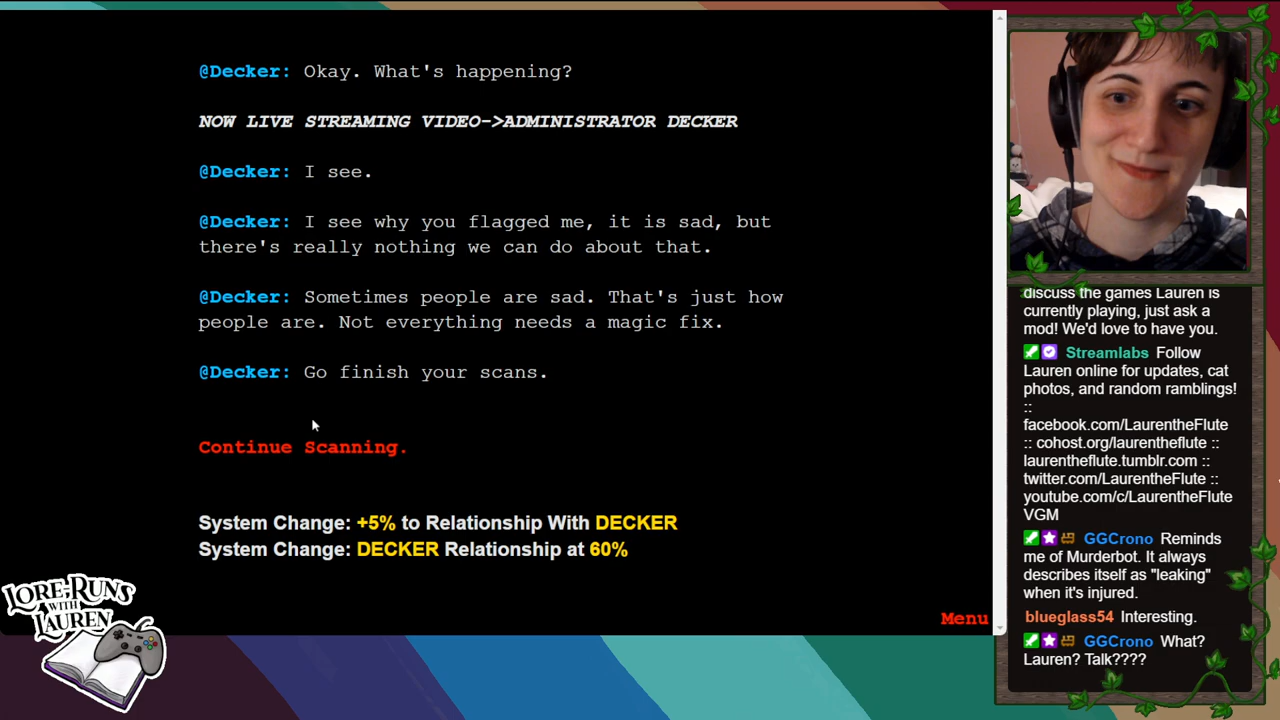 @Decker: Okay. What's happening?
NOW LIVE STREAMING VIDEO->ADMINISTRATOR DECKER
@Decker: I see.
@Decker: I see why you flagged me, it is sad, but
there's really nothing we can do about that.
@Decker: Sometimes people are sad. That's just how
people are. Not everything needs a magic fix.
@Decker: Go finish your scans.
Continue Scanning.
System Change: +5% to Relationship With DECKER
System Change: DECKER Relationship at 60%
Menu
LORE-RUNS
WITH
LAUREN
discuss the games Lauren is
currently playing, just ask a
mod! We'd love to have you.
Streamlabs Follow
Lauren online for updates, cat
photos, and random ramblings!
::
facebook.com/LaurentheFlute
:: cohost.org/laurentheflute ::
laurentheflute.tumblr.com ::
twitter.com/LaurentheFlute ::
youtube.com/c/LaurentheFlute
VGM
GGCrono Reminds
me of Murderbot. It always
describes itself as "leaking"
when it's injured.
blueglass54 Interesting.
GGCrono What?
Lauren? Talk????